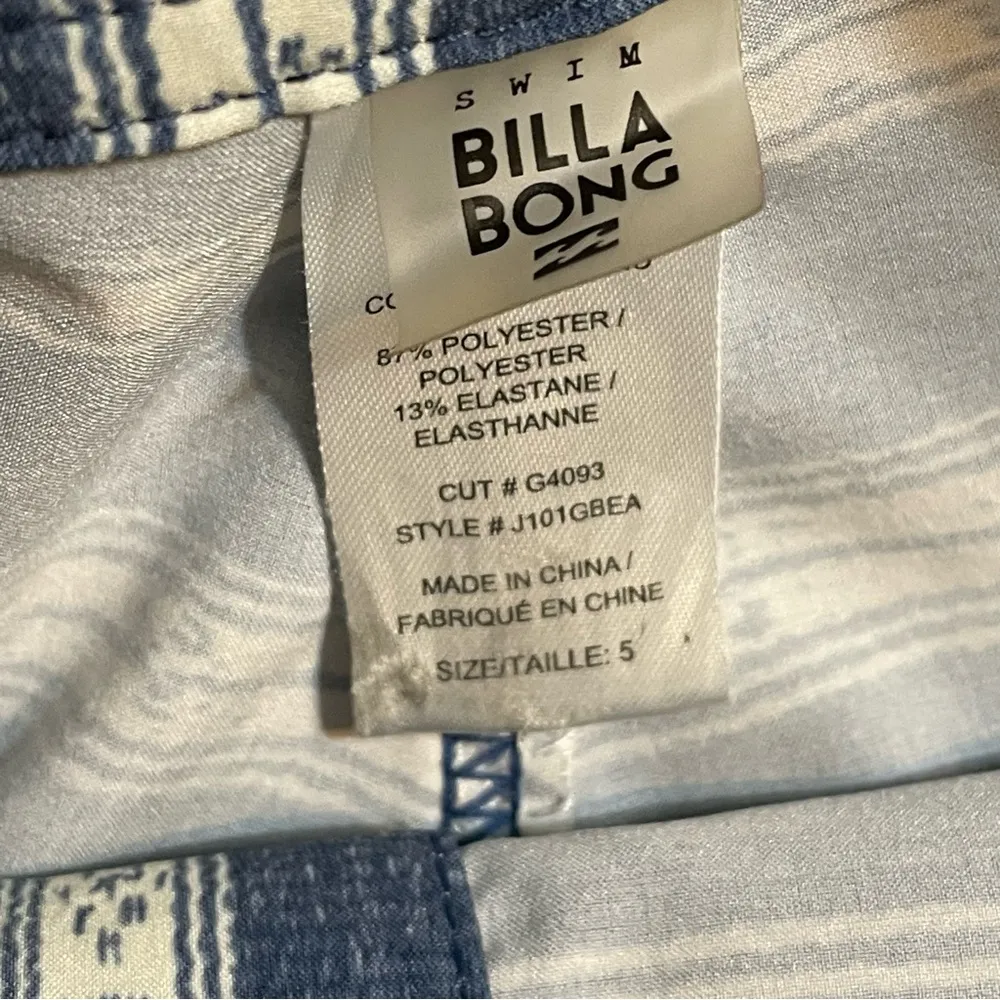 SWIM
BILLA
BONG
87% POLYESTER /
POLYESTER
13% ELASTANE /
ELASTHANNE
CUT # G4093
STYLE # J101GBEA
MADE IN CHINA /
FABRIQUÉ EN CHINE
SIZE/TAILLE: 5